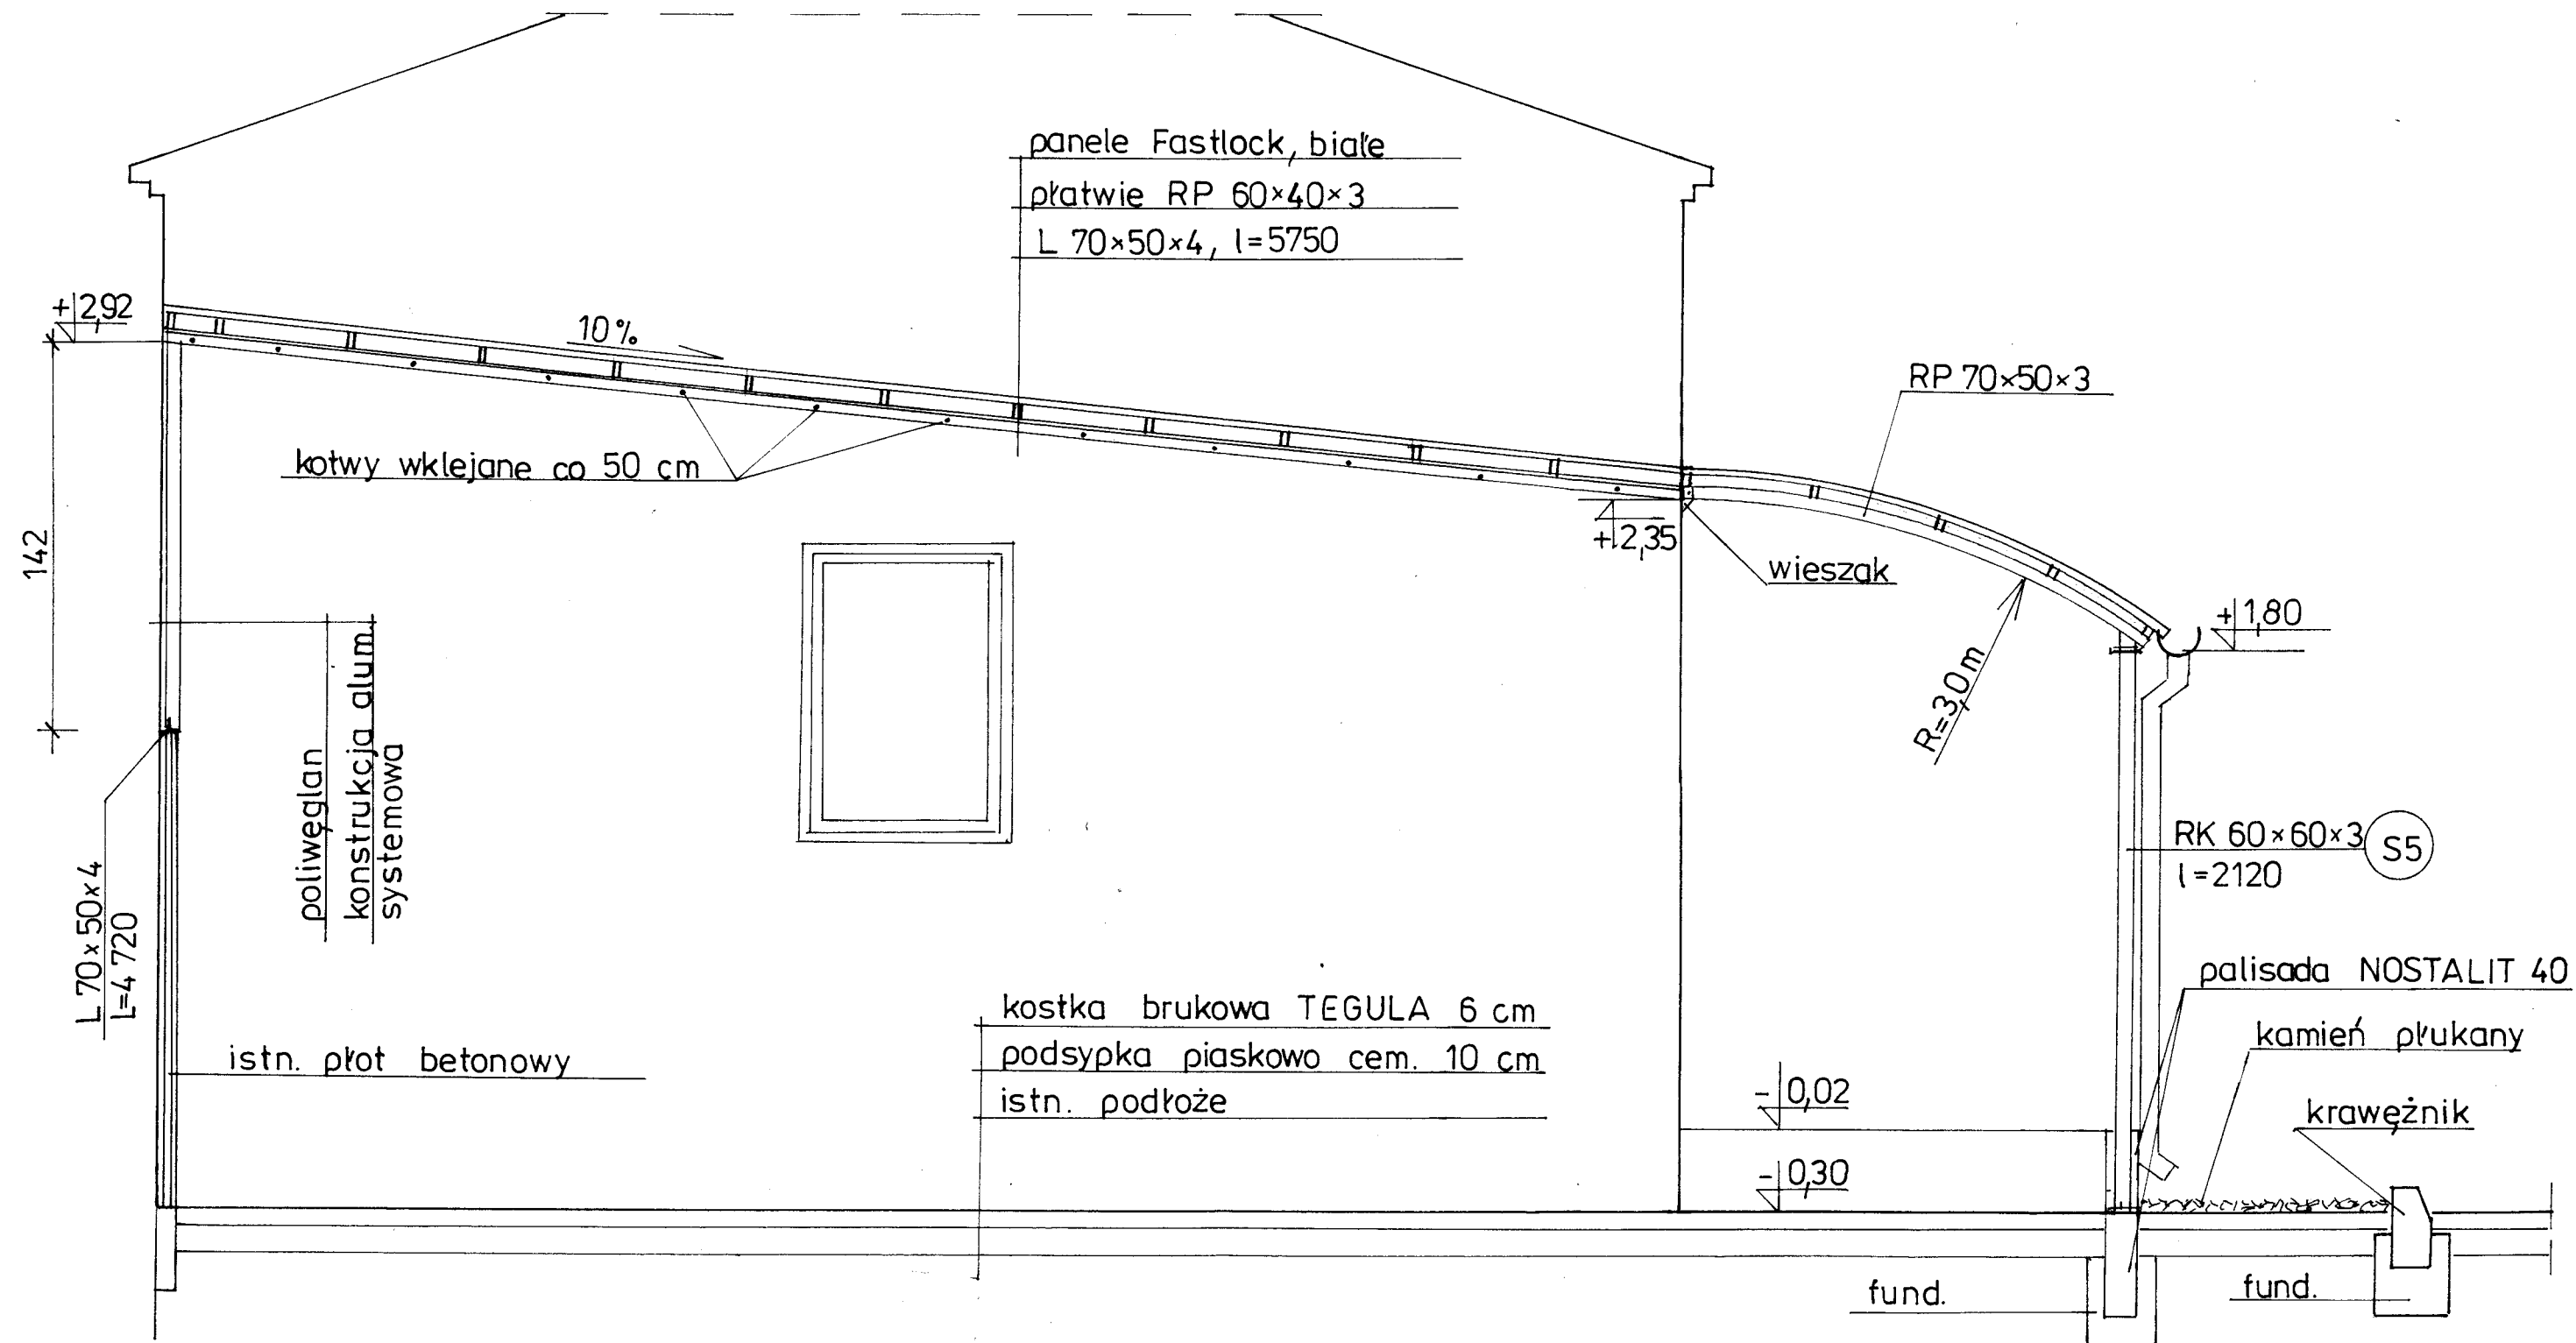 panele Fastlock, białe
płatwie RP 60×40×3
L 70×50×4, l=5750
+2,92
10%
RP 70×50×3
kotwy wklejane co 50 cm
+2,35
wieszak
142
+1,80
R=3,0m
poliwęglan
konstrukcja alum.
systemowa
RK 60×60×3
S5
l=2120
L 70×50×4
L=4720
palisada NOSTALIT 40
kostka brukowa TEGULA 6 cm
podsypka piaskowo cem. 10 cm
istn. podłoże
istn. płot betonowy
kamień płukany
-0,02
krawężnik
-0,30
fund.
fund.